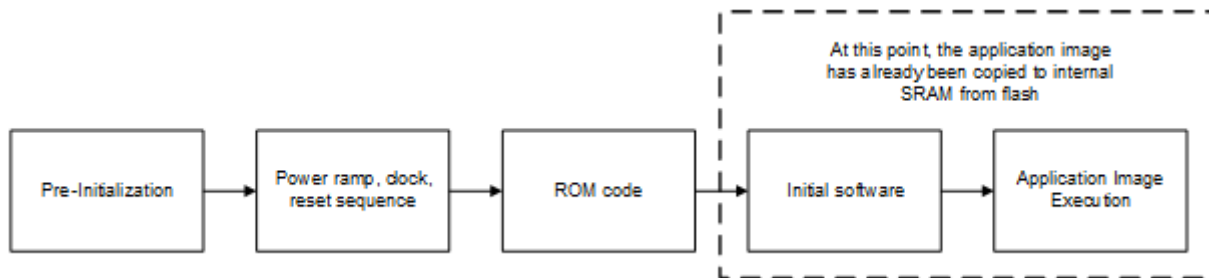 At this point, the application image
has already been copied to internal
SRAM from flash
Pre-Initialization
Power ramp, clock,
reset sequence
ROM code
Initial software
Application Image
Execution